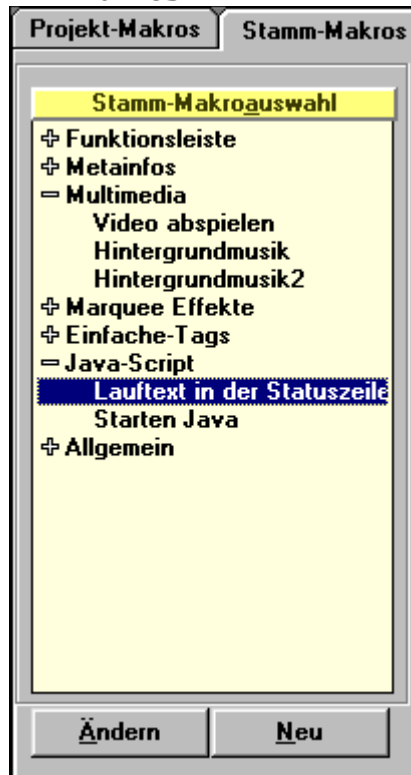 Projekt-Makros Stamm-Makros
Stamm-Makroauswahl
Funktionsleiste
Metainfos
Multimedia
Video abspielen
Hintergrundmusik
Hintergrundmusik2
Marquee Effekte
Einfache-Tags
Java-Script
Lauftext in der Statuszeile
Starten Java
Allgemein
Ändern Neu